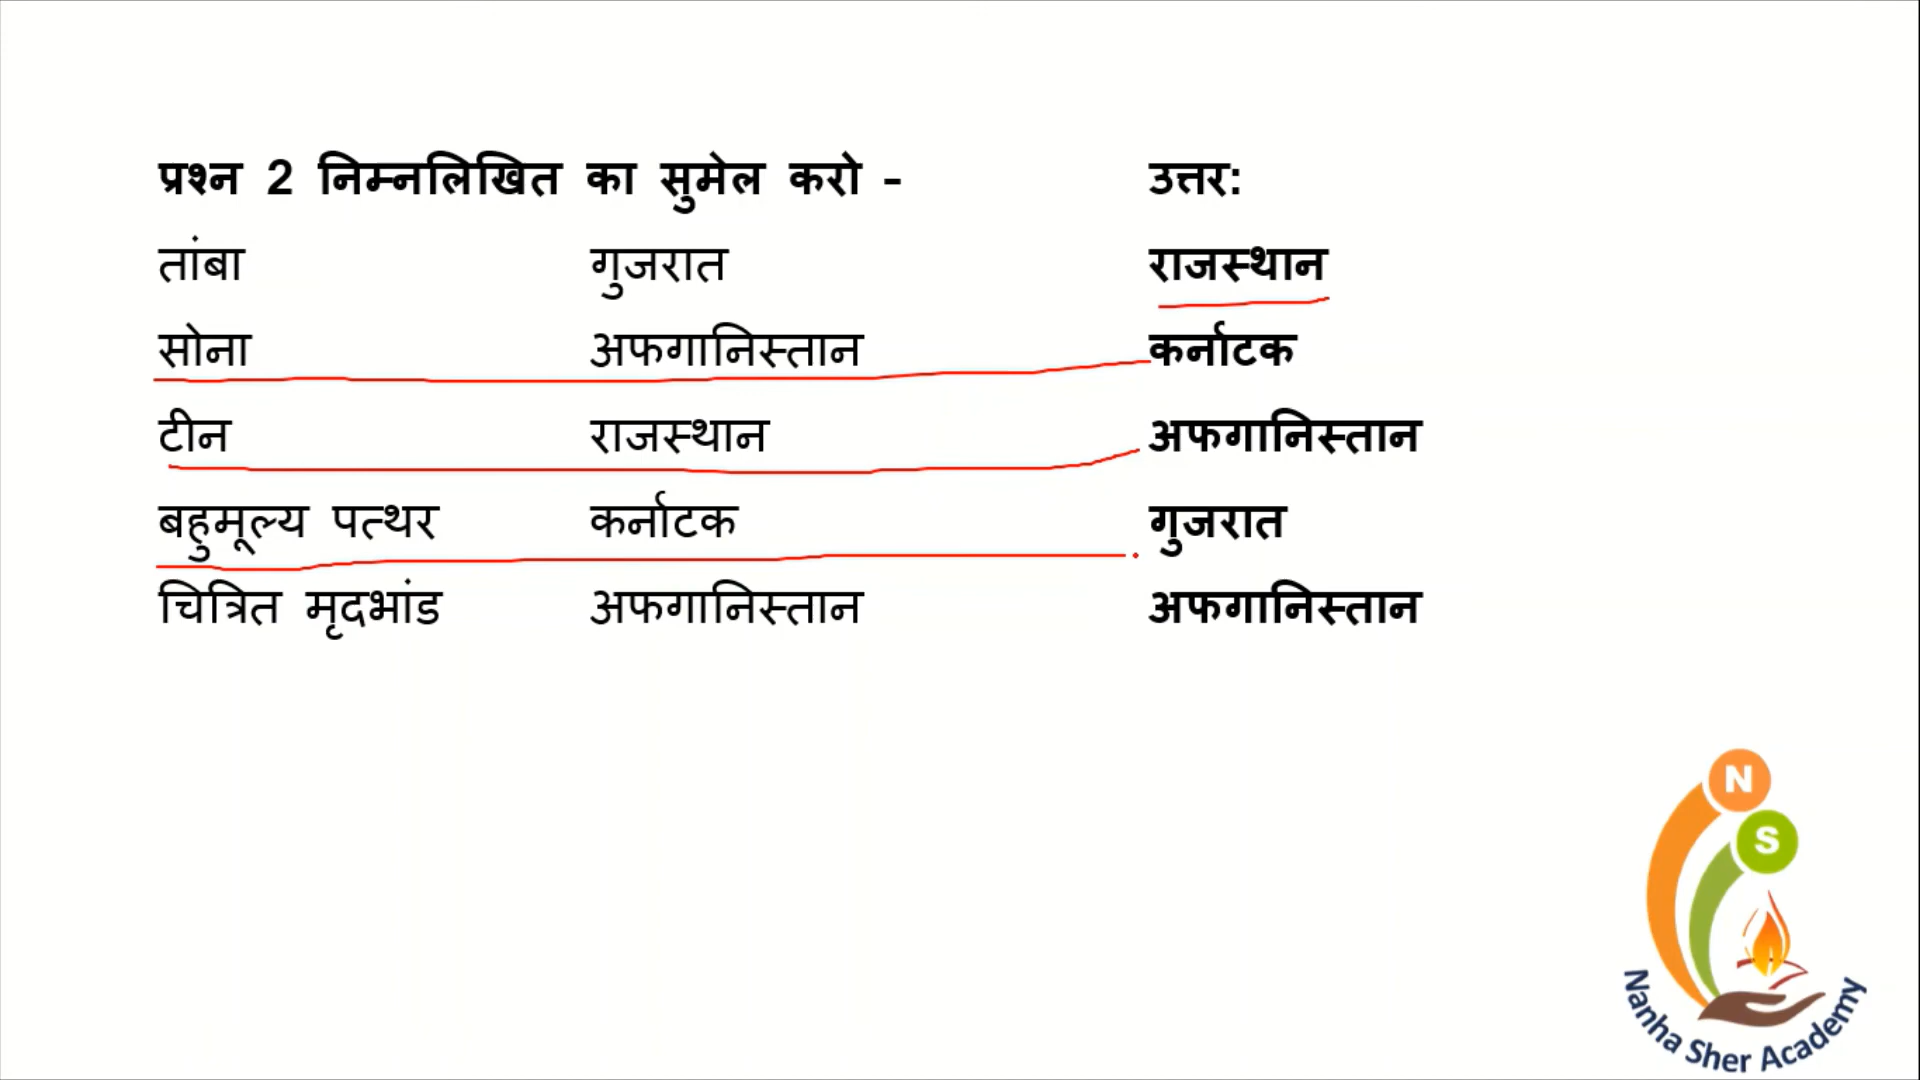 प्रश्न 2 निम्नलिखित का सुमेल करो - उत्तर:
तांबा गुजरात राजस्थान
सोना अफगानिस्तान कर्नाटक
टीन राजस्थान अफगानिस्तान
बहुमूल्य पत्थर कर्नाटक गुजरात
चित्रित मृदभांड अफगानिस्तान अफगानिस्तान
N
S
Nanha Sher Academy